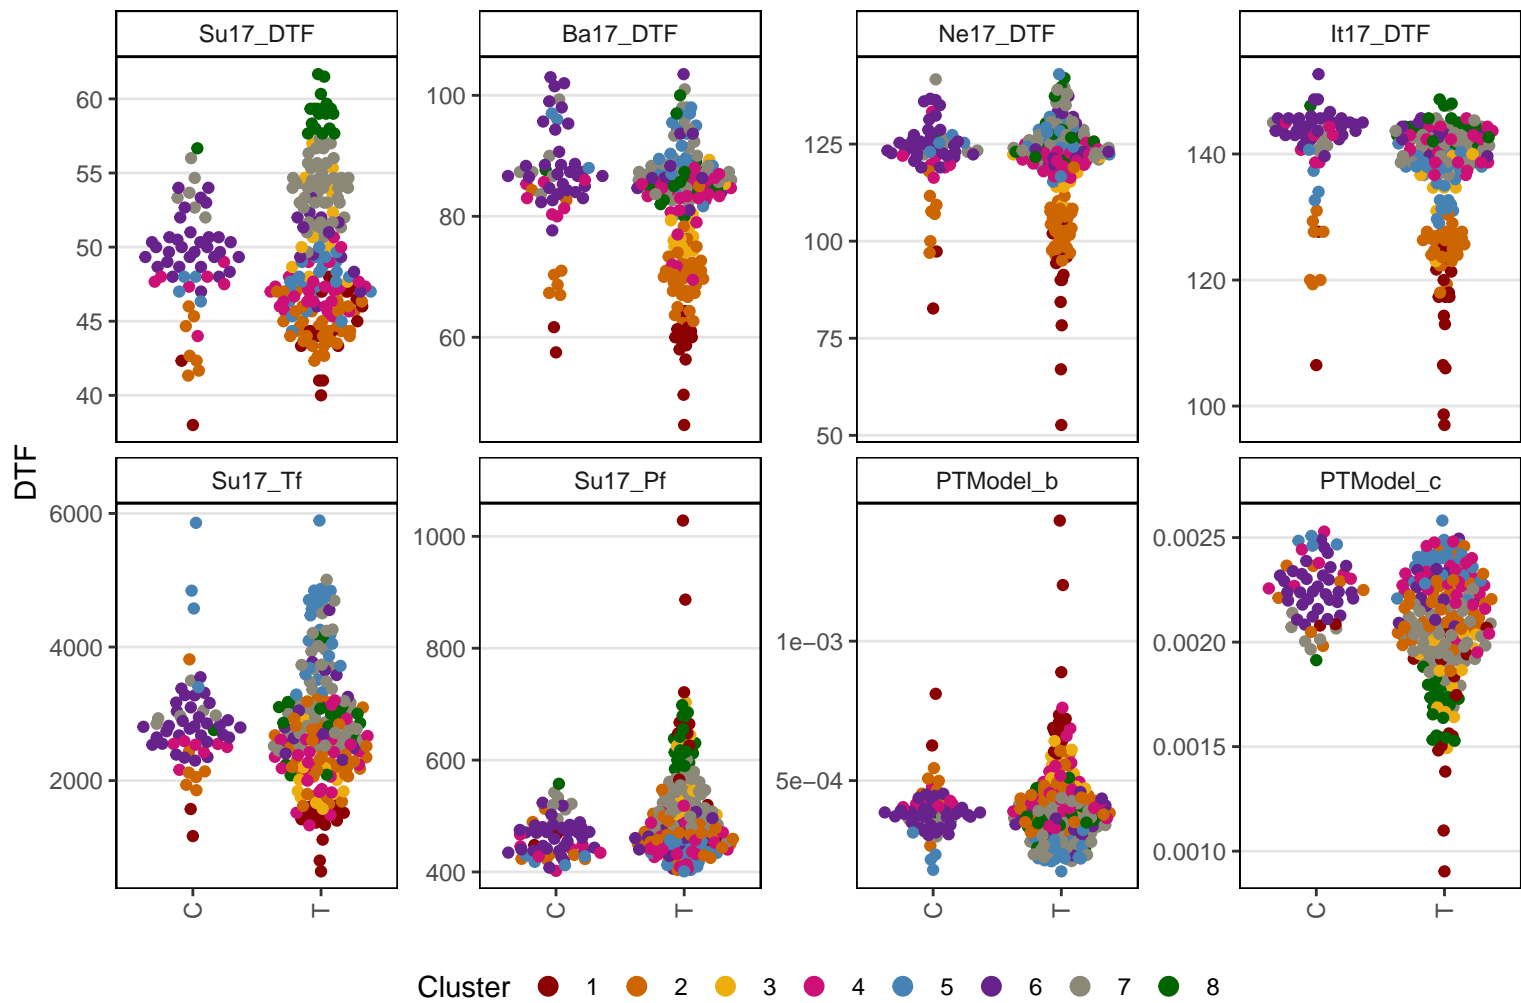 Su17_DTF Ba17_DTF Ne17_DTF It17_DTF
60 55 50 45 40
100 80 60
125 100 75 50
140 120 100
DTF
Su17_Tf Su17_Pf PTModel_b PTModel_c
6000 4000 2000
1000 800 600 400
1e−03 5e−04
0.0025 0.0020 0.0015 0.0010
C T C T C T C T
Cluster 1 2 3 4 5 6 7 8